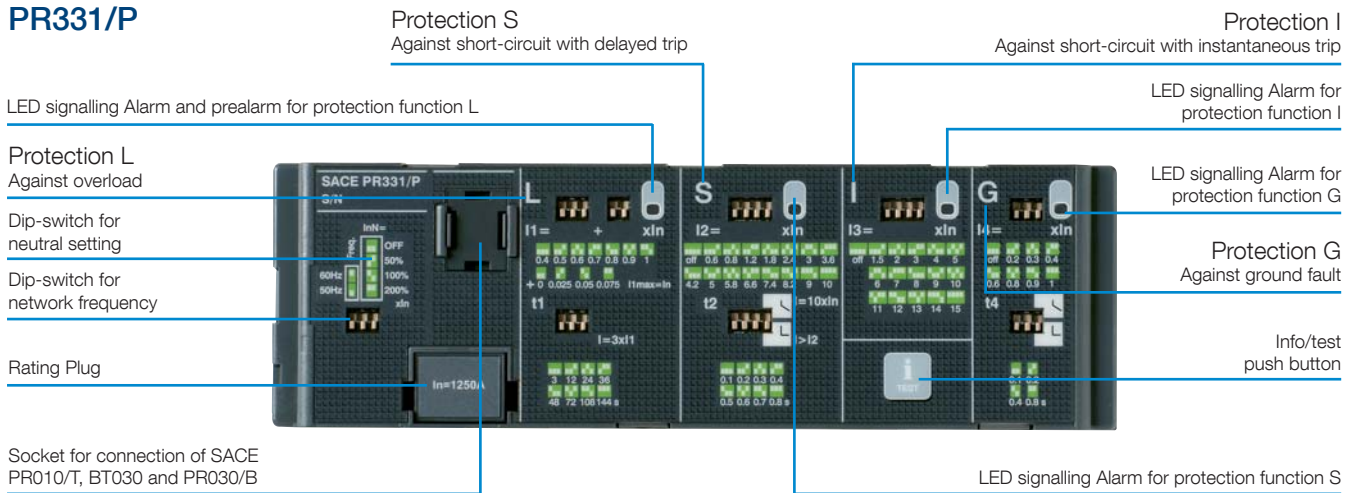 PR331/P
Protection S
Against short-circuit with delayed trip
Protection I
Against short-circuit with instantaneous trip
LED signalling Alarm and prealarm for protection function L
LED signalling Alarm for
protection function I
Protection L
Against overload
LED signalling Alarm for
protection function G
Dip-switch for
neutral setting
Protection G
Against ground fault
Dip-switch for
network frequency
Info/test
push button
Rating Plug
Socket for connection of SACE
PR010/T, BT030 and PR030/B
LED signalling Alarm for protection function S
SACE PR331/P
S/N
InN=
Freq.
OFF
50%
60Hz 100%
50Hz 200%
xIn
In=1250A
L
I1= + xIn
0.4 0.5 0.6 0.7 0.8 0.9 1
+ 0 0.025 0.05 0.075 I1max=In
t1
I=3xI1
3 12 24 36
48 72 108 144 s
S
I2= xIn
off 0.6 0.8 1.2 1.8 2.4 3 3.6
4.2 5 5.8 6.6 7.4 8.2 9 10
t2
I=10xIn
I>I2
0.1 0.2 0.3 0.4
0.5 0.6 0.7 0.8 s
I
I3= xIn
off 1.5 2 3 4 5
6 7 8 9 10
11 12 13 14 15
i
TEST
G
I4= xIn
off 0.2 0.3 0.4
0.6 0.8 0.9 1
t4
0.1 0.2
0.4 0.8 s